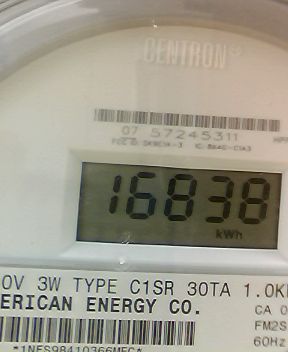 CENTRON®
07 57245311
16838
kWh
0V 3W TYPE C1SR 30TA 1.0K
ERICAN ENERGY CO.
CA 0
FM2S
60Hz